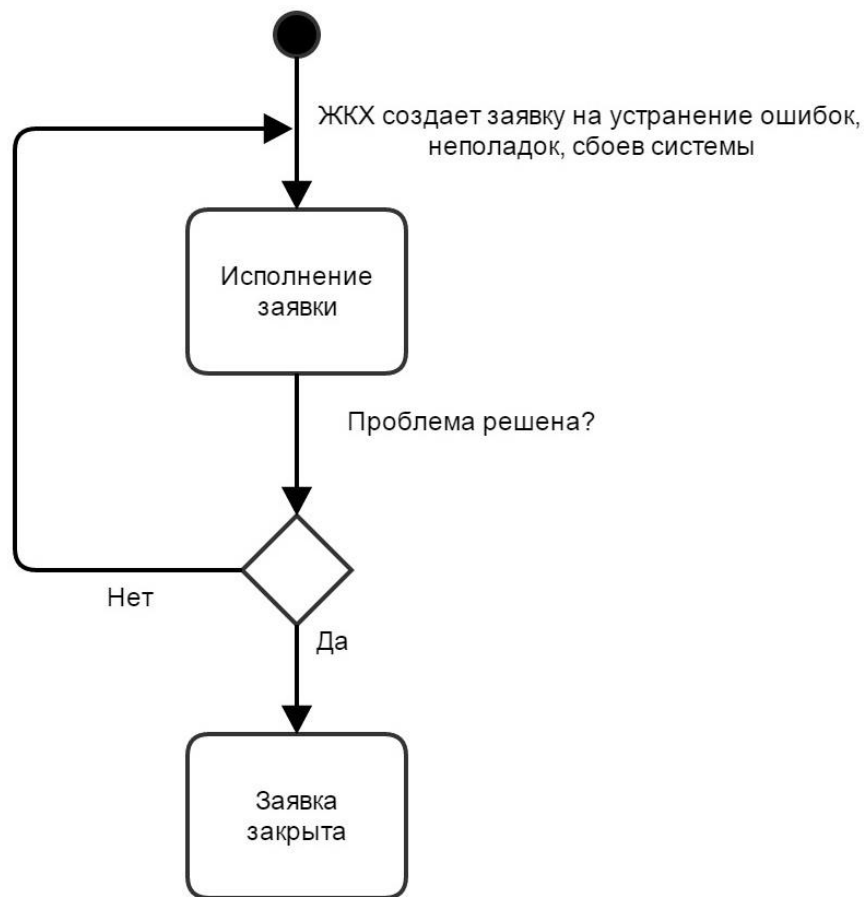 ЖКХ создает заявку на устранение ошибок,
неполадок, сбоев системы
Исполнение
заявки
Проблема решена?
Нет
Да
Заявка
закрыта